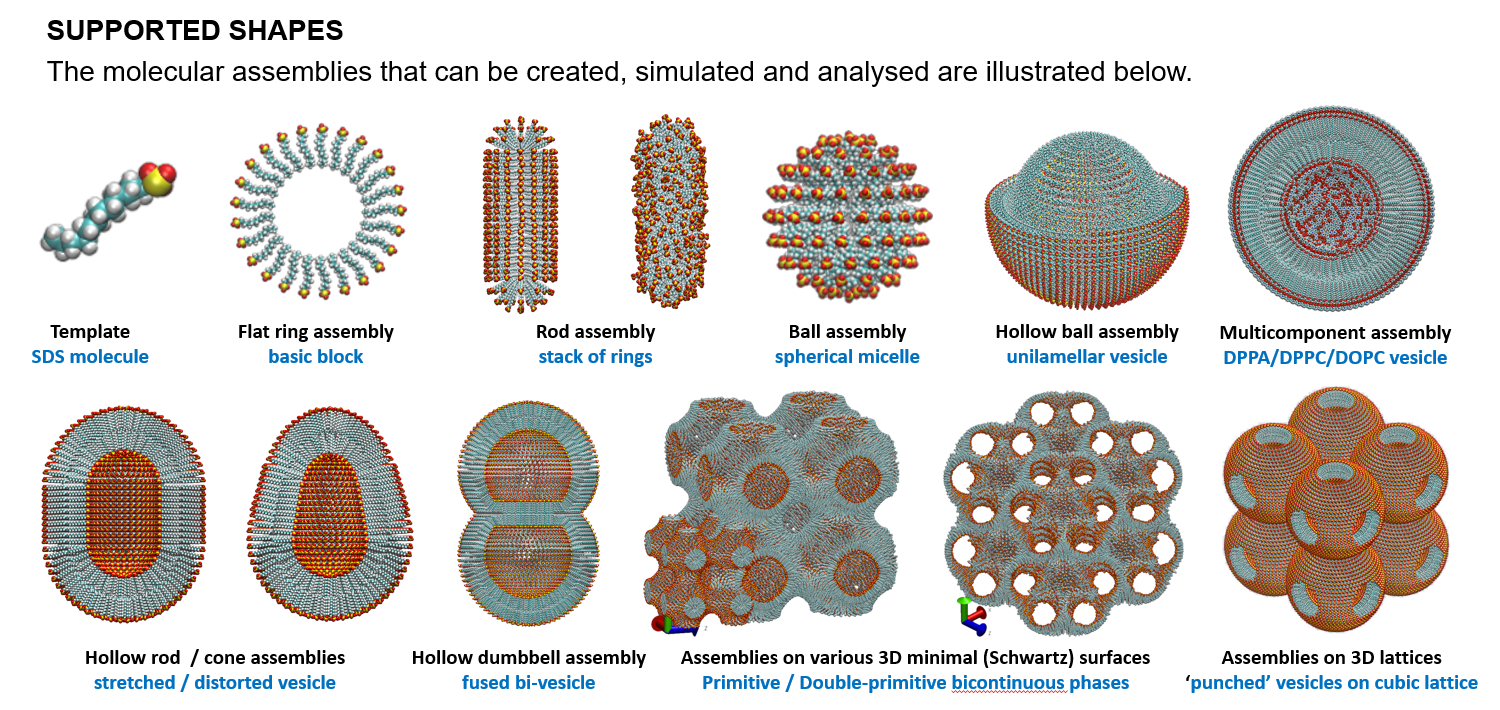 SUPPORTED SHAPES
The molecular assemblies that can be created, simulated and analysed are illustrated below.
Template
SDS molecule
Flat ring assembly
basic block
Rod assembly
stack of rings
Ball assembly
spherical micelle
Hollow ball assembly
unilamellar vesicle
Multicomponent assembly
DPPA/DPPC/DOPC vesicle
Hollow rod / cone assemblies
stretched / distorted vesicle
Hollow dumbbell assembly
fused bi-vesicle
Assemblies on various 3D minimal (Schwartz) surfaces
Primitive / Double-primitive bicontinuous phases
Assemblies on 3D lattices
‘punched’ vesicles on cubic lattice